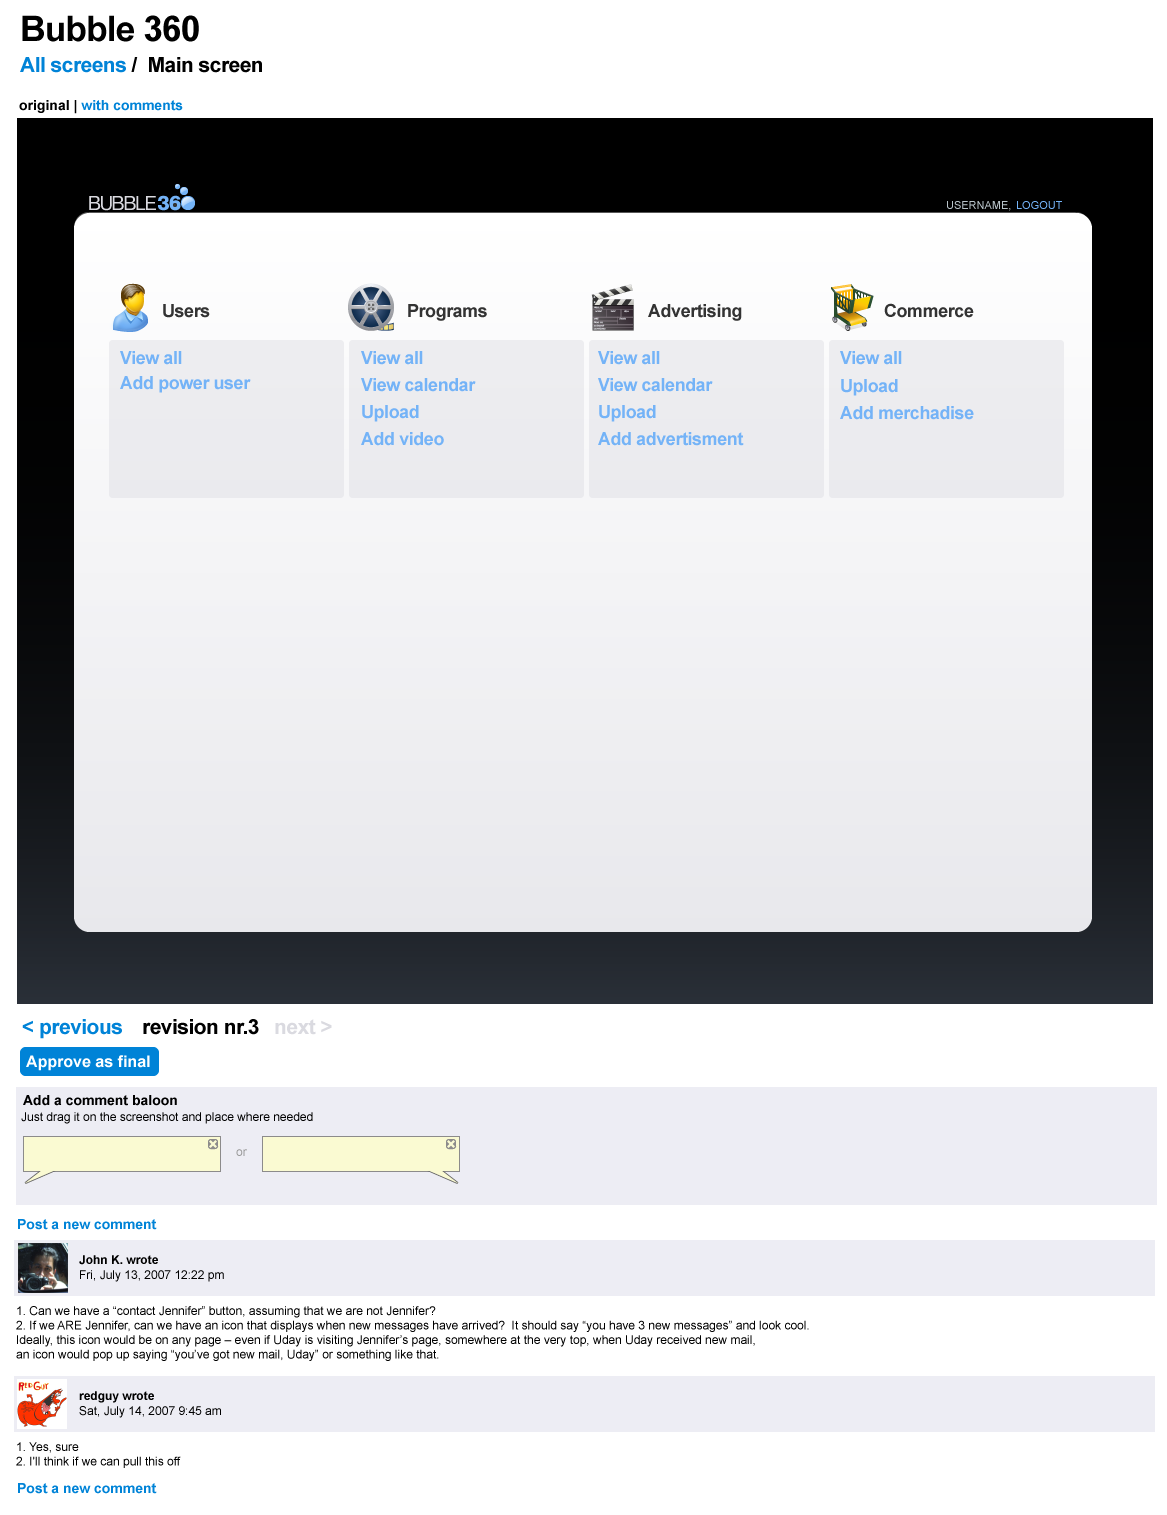 Bubble 360
All screens / Main screen
original | with comments
BUBBLE360
USERNAME, LOGOUT
Users
Programs
Advertising
Commerce
View all
Add power user
View all
View calendar
Upload
Add video
View all
View calendar
Upload
Add advertisment
View all
Upload
Add merchadise
< previous revision nr.3 next >
Approve as final
Add a comment baloon
Just drag it on the screenshot and place where needed
or
Post a new comment
John K. wrote
Fri, July 13, 2007 12:22 pm
1. Can we have a “contact Jennifer” button, assuming that we are not Jennifer?
2. If we ARE Jennifer, can we have an icon that displays when new messages have arrived? It should say “you have 3 new messages” and look cool.
Ideally, this icon would be on any page – even if Uday is visiting Jennifer’s page, somewhere at the very top, when Uday received new mail,
an icon would pop up saying “you’ve got new mail, Uday” or something like that.
RedGuy
redguy wrote
Sat, July 14, 2007 9:45 am
1. Yes, sure
2. I'll think if we can pull this off
Post a new comment